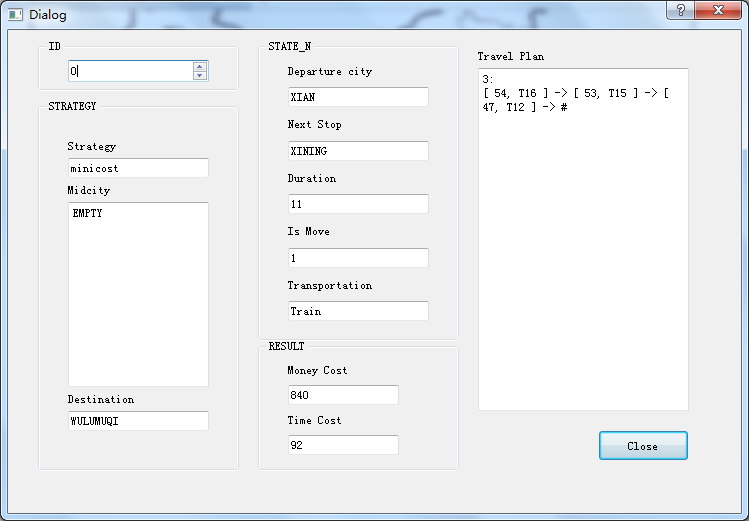 Dialog
ID
0
STRATEGY
Strategy
minicost
Midcity
EMPTY
Destination
WULUMUQI
STATE_N
Departure city
XIAN
Next Stop
XINING
Duration
11
Is Move
1
Transportation
Train
RESULT
Money Cost
840
Time Cost
92
Travel Plan
3:
[ 54, T16 ] -> [ 53, T15 ] -> [
47, T12 ] -> #
Close